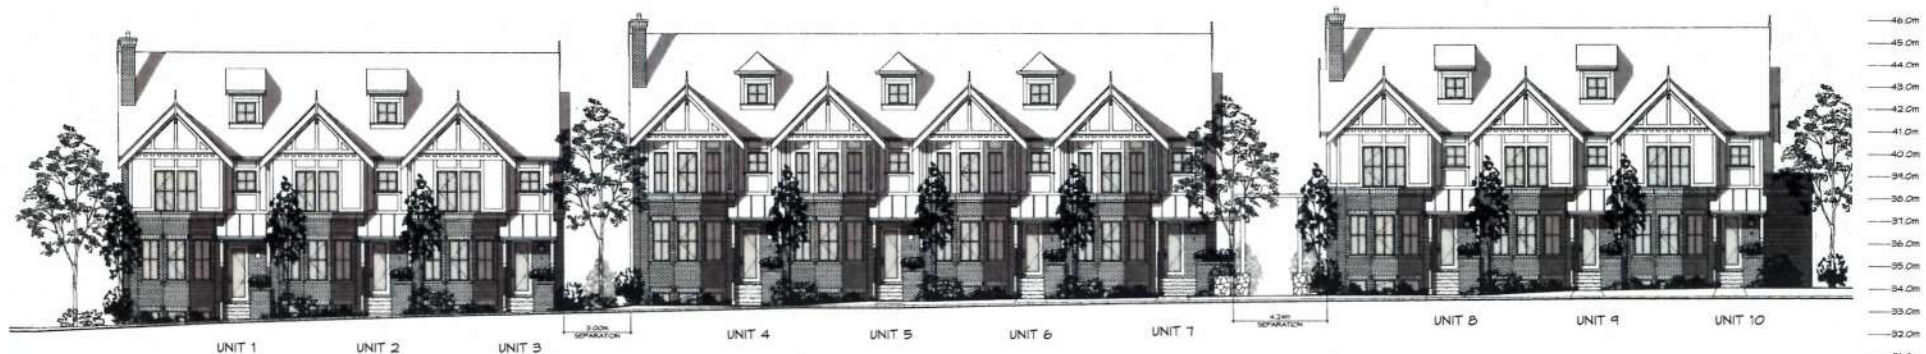 46.0m
45.0m
44.0m
43.0m
42.0m
41.0m
40.0m
39.0m
38.0m
37.0m
36.0m
35.0m
34.0m
33.0m
32.0m
3.00m
SEPARATION
4.24m
SEPARATION
UNIT 1
UNIT 2
UNIT 3
UNIT 4
UNIT 5
UNIT 6
UNIT 7
UNIT 8
UNIT 9
UNIT 10